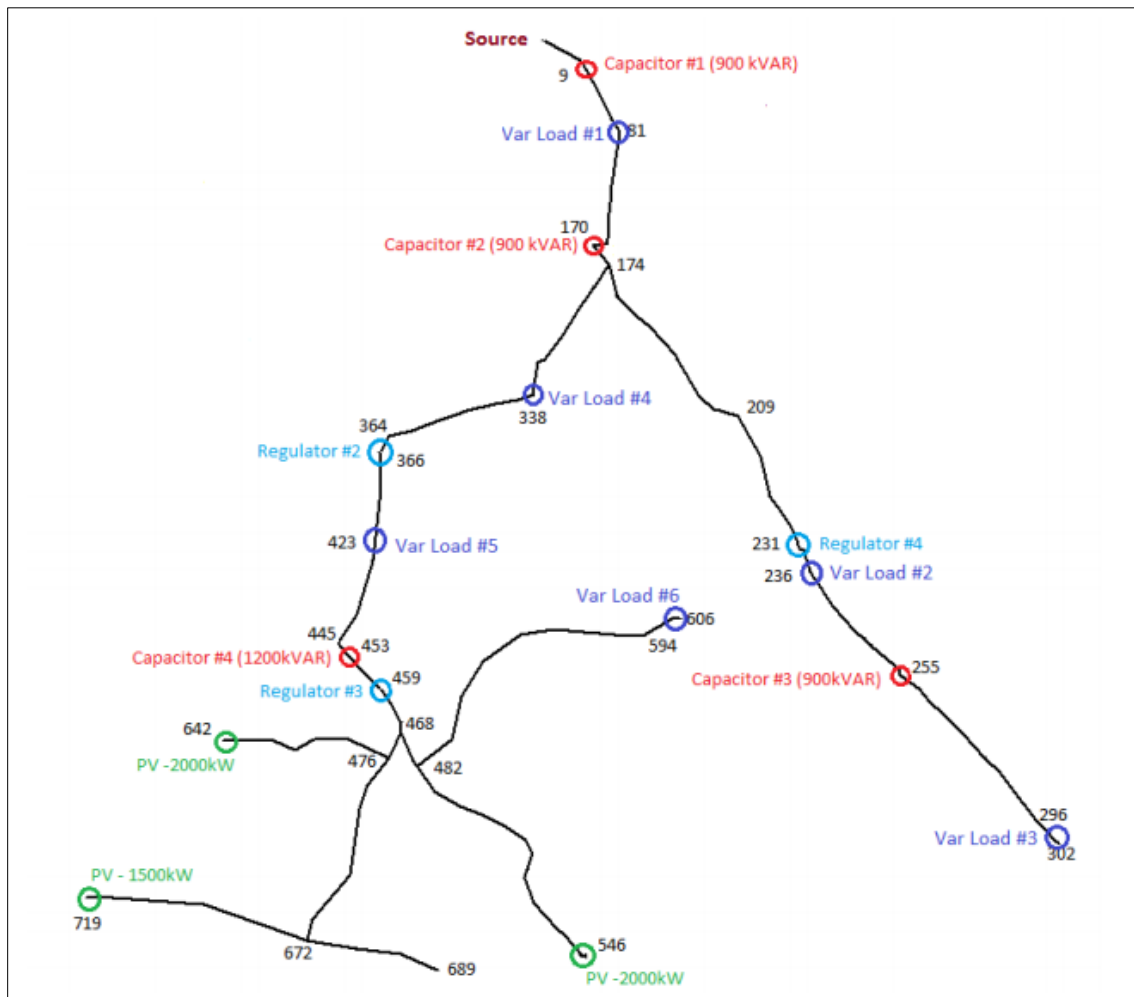 Source
Capacitor #1 (900 kVAR)
9
Var Load #1
81
170
Capacitor #2 (900 kVAR)
174
Var Load #4
338
364
Regulator #2
366
209
423
Var Load #5
231
Regulator #4
236
Var Load #2
Var Load #6
606
594
445
453
Capacitor #4 (1200kVAR)
459
Regulator #3
255
Capacitor #3 (900kVAR)
642
468
PV -2000kW
476
482
296
Var Load #3
302
PV - 1500kW
719
672
689
546
PV -2000kW